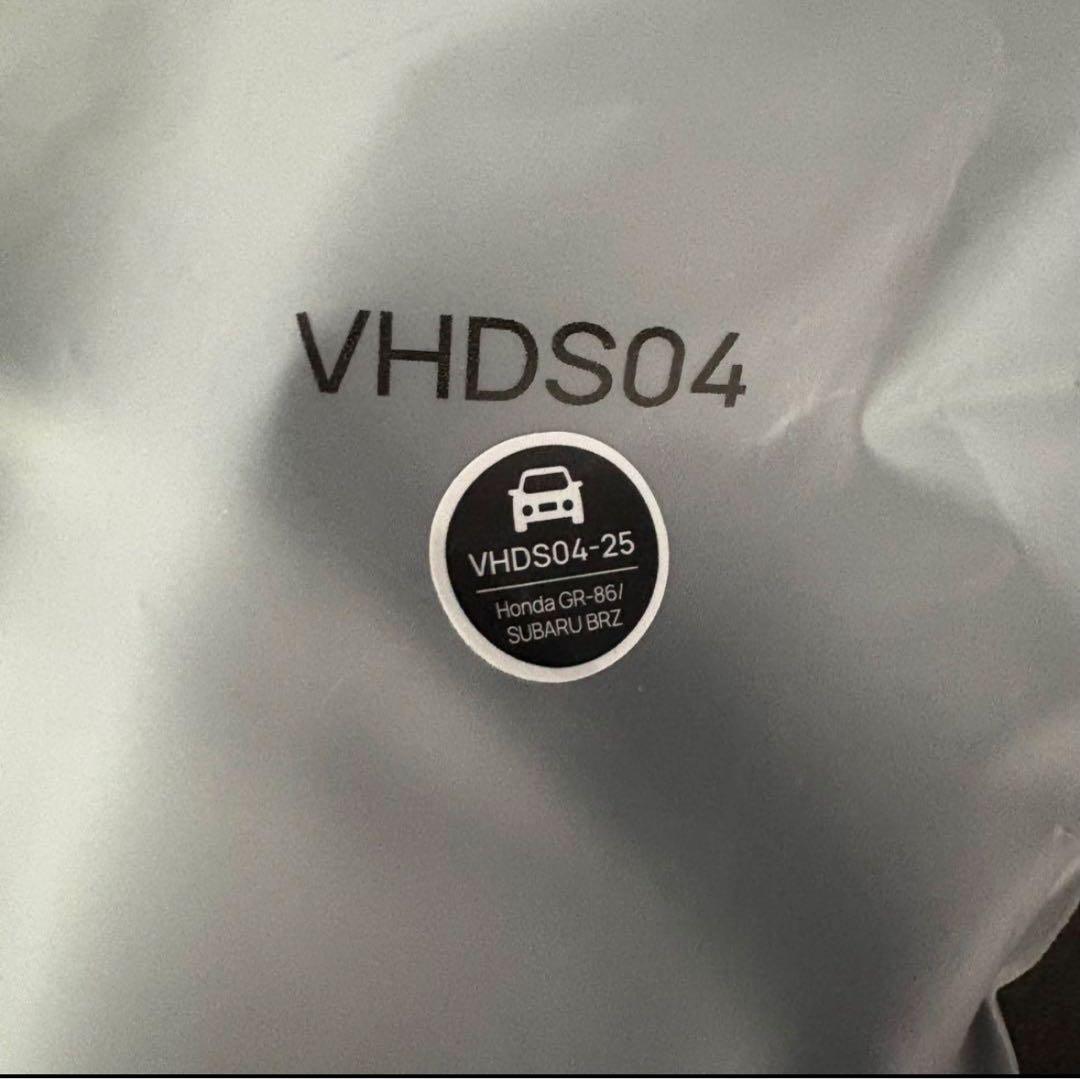 VHDS04
VHDS04-25
Honda GR-86/
SUBARU BRZ